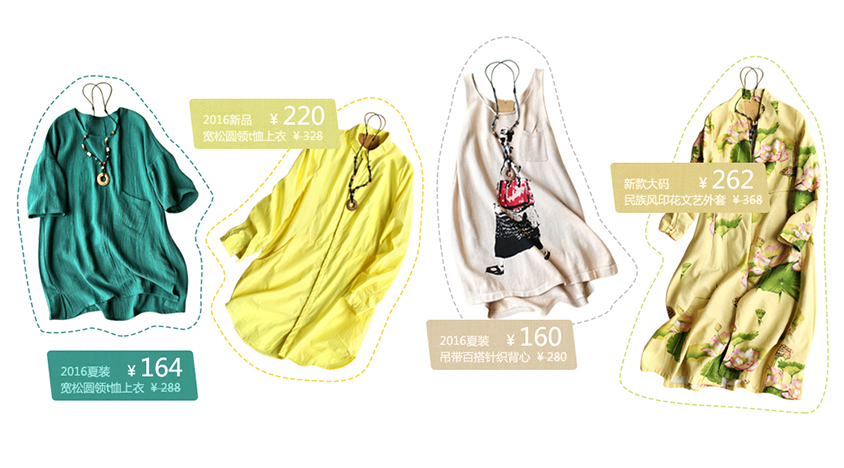 2016夏装 ¥ 164
宽松圆领t恤上衣 ¥ 288
2016新品 ¥ 220
宽松圆领t恤上衣 ¥ 328
2016夏装 ¥ 160
吊带百搭针织背心 ¥ 280
新款大码 ¥ 262
民族风印花文艺外套 ¥ 368